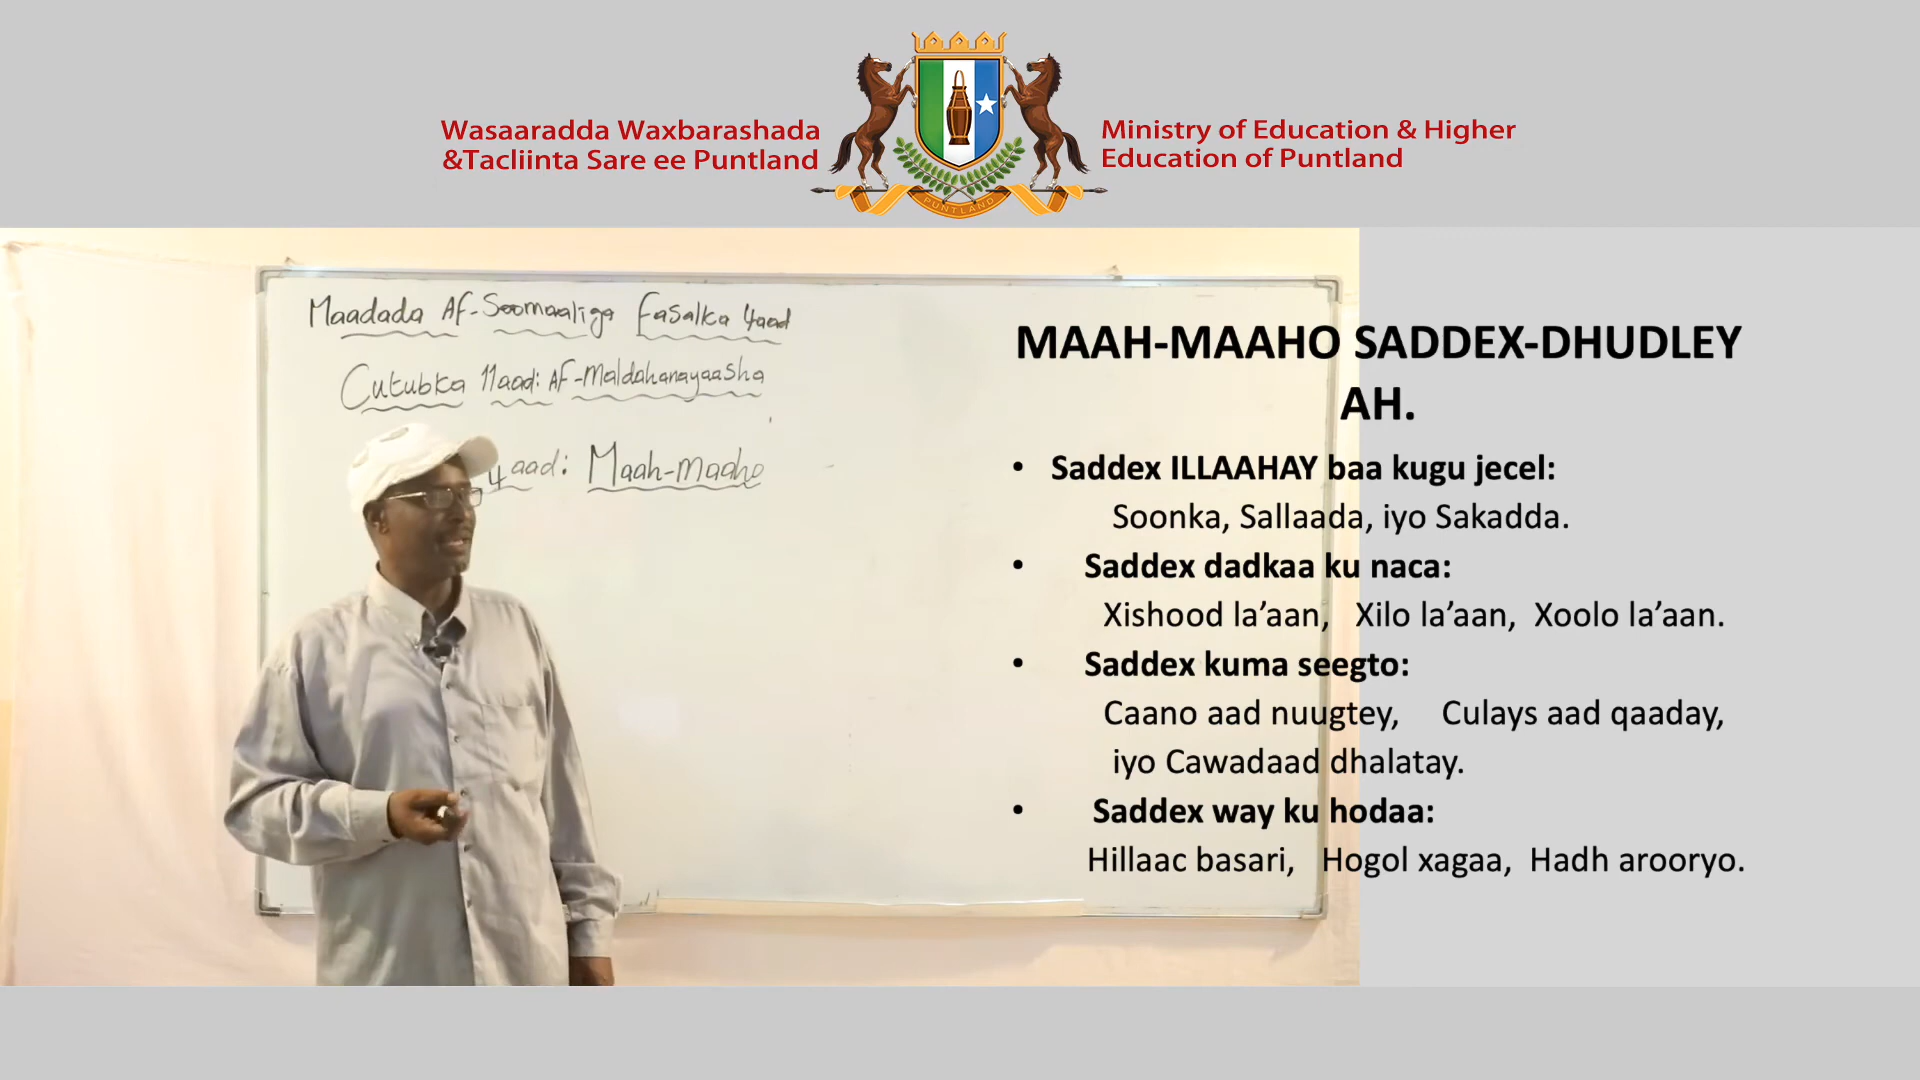 Wasaaradda Waxbarashada
&Tacliinta Sare ee Puntland
Ministry of Education & Higher
Education of Puntland
PUNTLAND
Maadada Af-Soomaaliga Fasalka 4aad
Cutubka 11aad: Af-Maldahanayaasha
4aad: Maah-maaho
MAAH-MAAHO SADDEX-DHUDLEY
AH.
• Saddex ILLAAHAY baa kugu jecel:
Soonka, Sallaada, iyo Sakadda.
• Saddex dadkaa ku naca:
Xishood la’aan, Xilo la’aan, Xoolo la’aan.
• Saddex kuma seegto:
Caano aad nuugtey, Culays aad qaaday,
iyo Cawadaad dhalatay.
• Saddex way ku hodaa:
Hillaac basari, Hogol xagaa, Hadh arooryo.